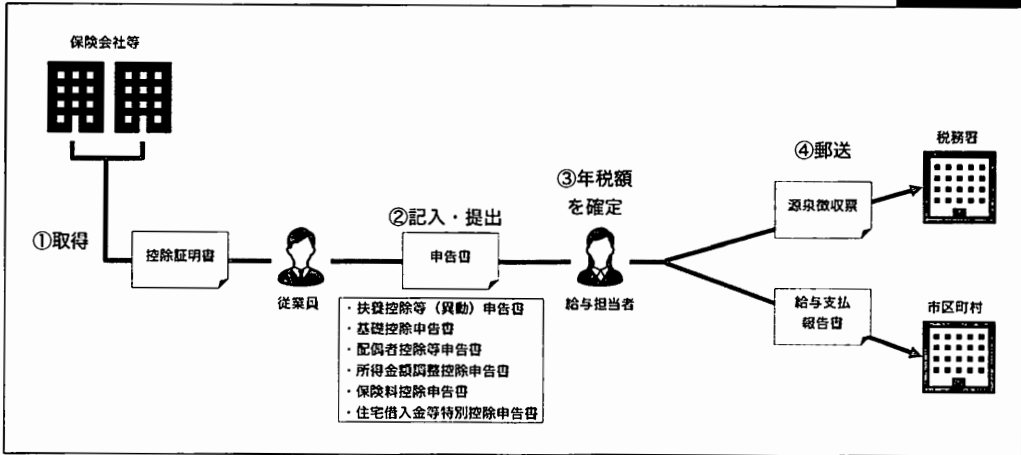 保険会社等
①取得
控除証明書
従業員
②記入・提出
申告書
・扶養控除等（異動）申告書
・基礎控除申告書
・配偶者控除等申告書
・所得金額調整控除申告書
・保険料控除申告書
・住宅借入金等特別控除申告書
③年税額
を確定
給与担当者
④郵送
源泉徴収票
税務署
給与支払
報告書
市区町村